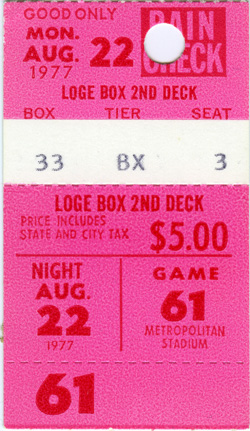 GOOD ONLY
MON.
AUG. 22
1977
RAIN
CHECK
LOGE BOX 2ND DECK
BOX TIER SEAT
33 BX 3
LOGE BOX 2ND DECK
PRICE INCLUDES
STATE AND CITY TAX
$5.00
NIGHT
AUG.
22
1977
GAME
61
METROPOLITAN
STADIUM
61